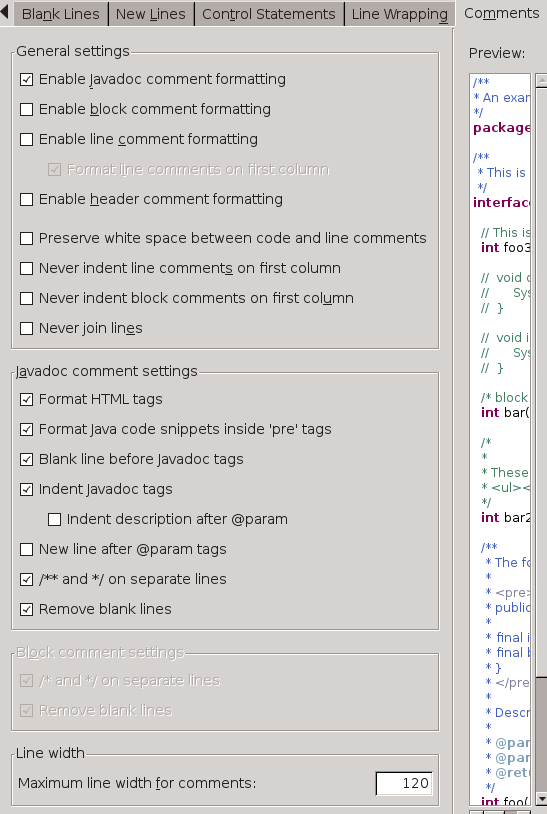 Blank Lines New Lines Control Statements Line Wrapping Comments
General settings
Enable Javadoc comment formatting
Enable block comment formatting
Enable line comment formatting
Format line comments on first column
Enable header comment formatting
Preserve white space between code and line comments
Never indent line comments on first column
Never indent block comments on first column
Never join lines
Javadoc comment settings
Format HTML tags
Format Java code snippets inside 'pre' tags
Blank line before Javadoc tags
Indent Javadoc tags
Indent description after @param
New line after @param tags
/** and */ on separate lines
Remove blank lines
Block comment settings
/* and */ on separate lines
Remove blank lines
Line width
Maximum line width for comments: 120
Preview:
/**
* An exar
*/
package
/**
* This is
*/
interfac
// This is
int foo3
// void
// Sys
// }
// void i
// Sys
// }
/* block
int bar(
/*
*
* These
* <ul><
*/
int bar2
/**
* The fo
*
* <pre>
* public
*
* final i
* final b
* }
* </pre
*
* Descr
*
* @par
* @par
* @ret
*/
int foo(